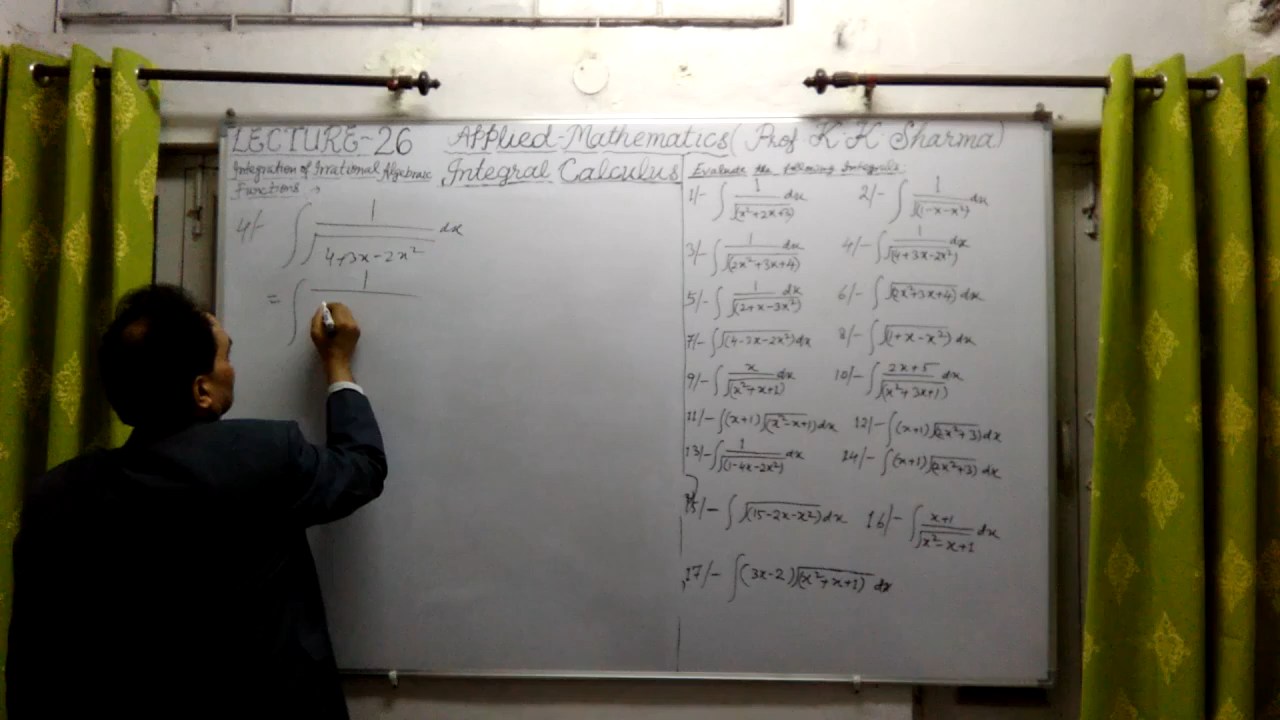 LECTURE-26 Applied-Mathematics (Prof K.K. Sharma)
Integration of Irrational Algebraic Functions →
Integral Calculus
4/- ∫ 1/√(4+3x-2x²) dx
= ∫ 1/
Evaluate the following Integrals:
1/- ∫ 1/√(x²+2x+3) dx
2/- ∫ 1/√(1-x-x²) dx
3/- ∫ 1/√(2x²+3x+4) dx
4/- ∫ 1/√(4+3x-2x²) dx
5/- ∫ 1/√(2+x-3x²) dx
6/- ∫ √(2x²+3x+4) dx
7/- ∫ √(4-3x-2x²) dx
8/- ∫ √(1+x-x²) dx
9/- ∫ x/√(x²+x+1) dx
10/- ∫ 2x+5/√(x²+3x+1) dx
11/- ∫ (x+1)√(x²-x+1) dx
12/- ∫ (x+1)√(2x²+3) dx
13/- ∫ 1/√(1-4x-2x²) dx
14/- ∫ (x+1)√(2x²+3) dx
15/- ∫ √(15-2x-x²) dx
16/- ∫ x+1/√x²-x+1 dx
17/- ∫ (3x-2)√(x²+x+1) dx